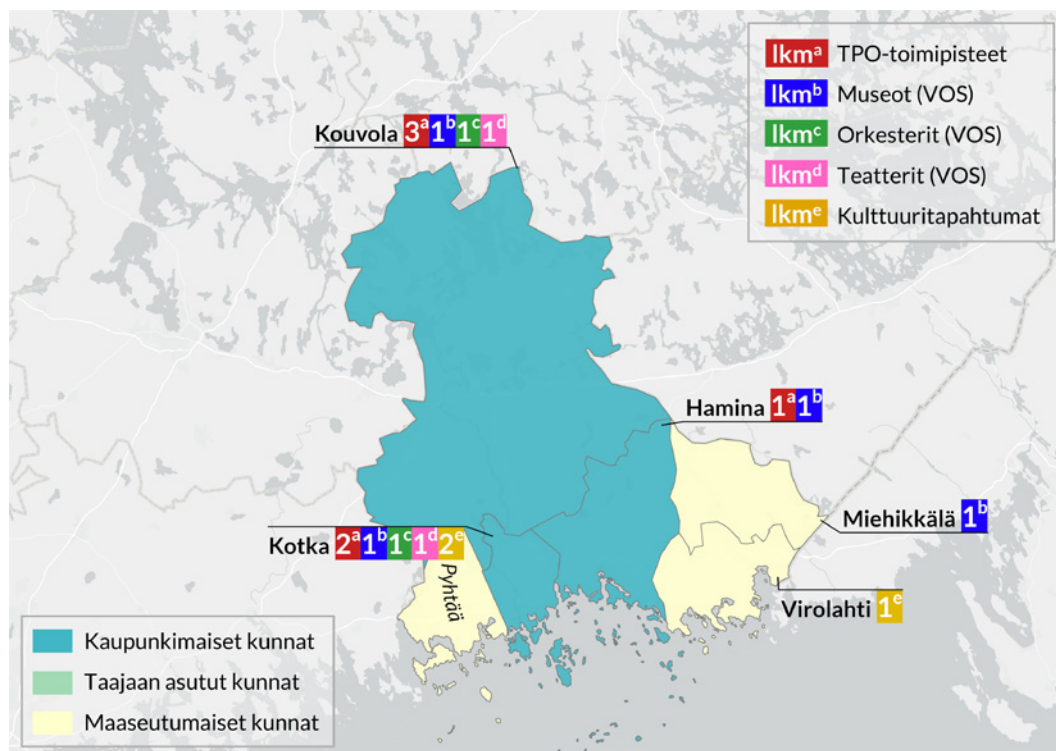 lkmᵃ TPO-toimipisteet
lkmᵇ Museot (VOS)
lkmᶜ Orkesterit (VOS)
lkmᵈ Teatterit (VOS)
lkmᵉ Kulttuuritapahtumat
Kouvola 3ᵃ 1ᵇ 1ᶜ 1ᵈ
Hamina 1ᵃ 1ᵇ
Miehikkälä 1ᵇ
Kotka 2ᵃ 1ᵇ 1ᶜ 1ᵈ 2ᵉ
Pyhtää
Virolahti 1ᵉ
Kaupunkimaiset kunnat
Taajaan asutut kunnat
Maaseutumaiset kunnat